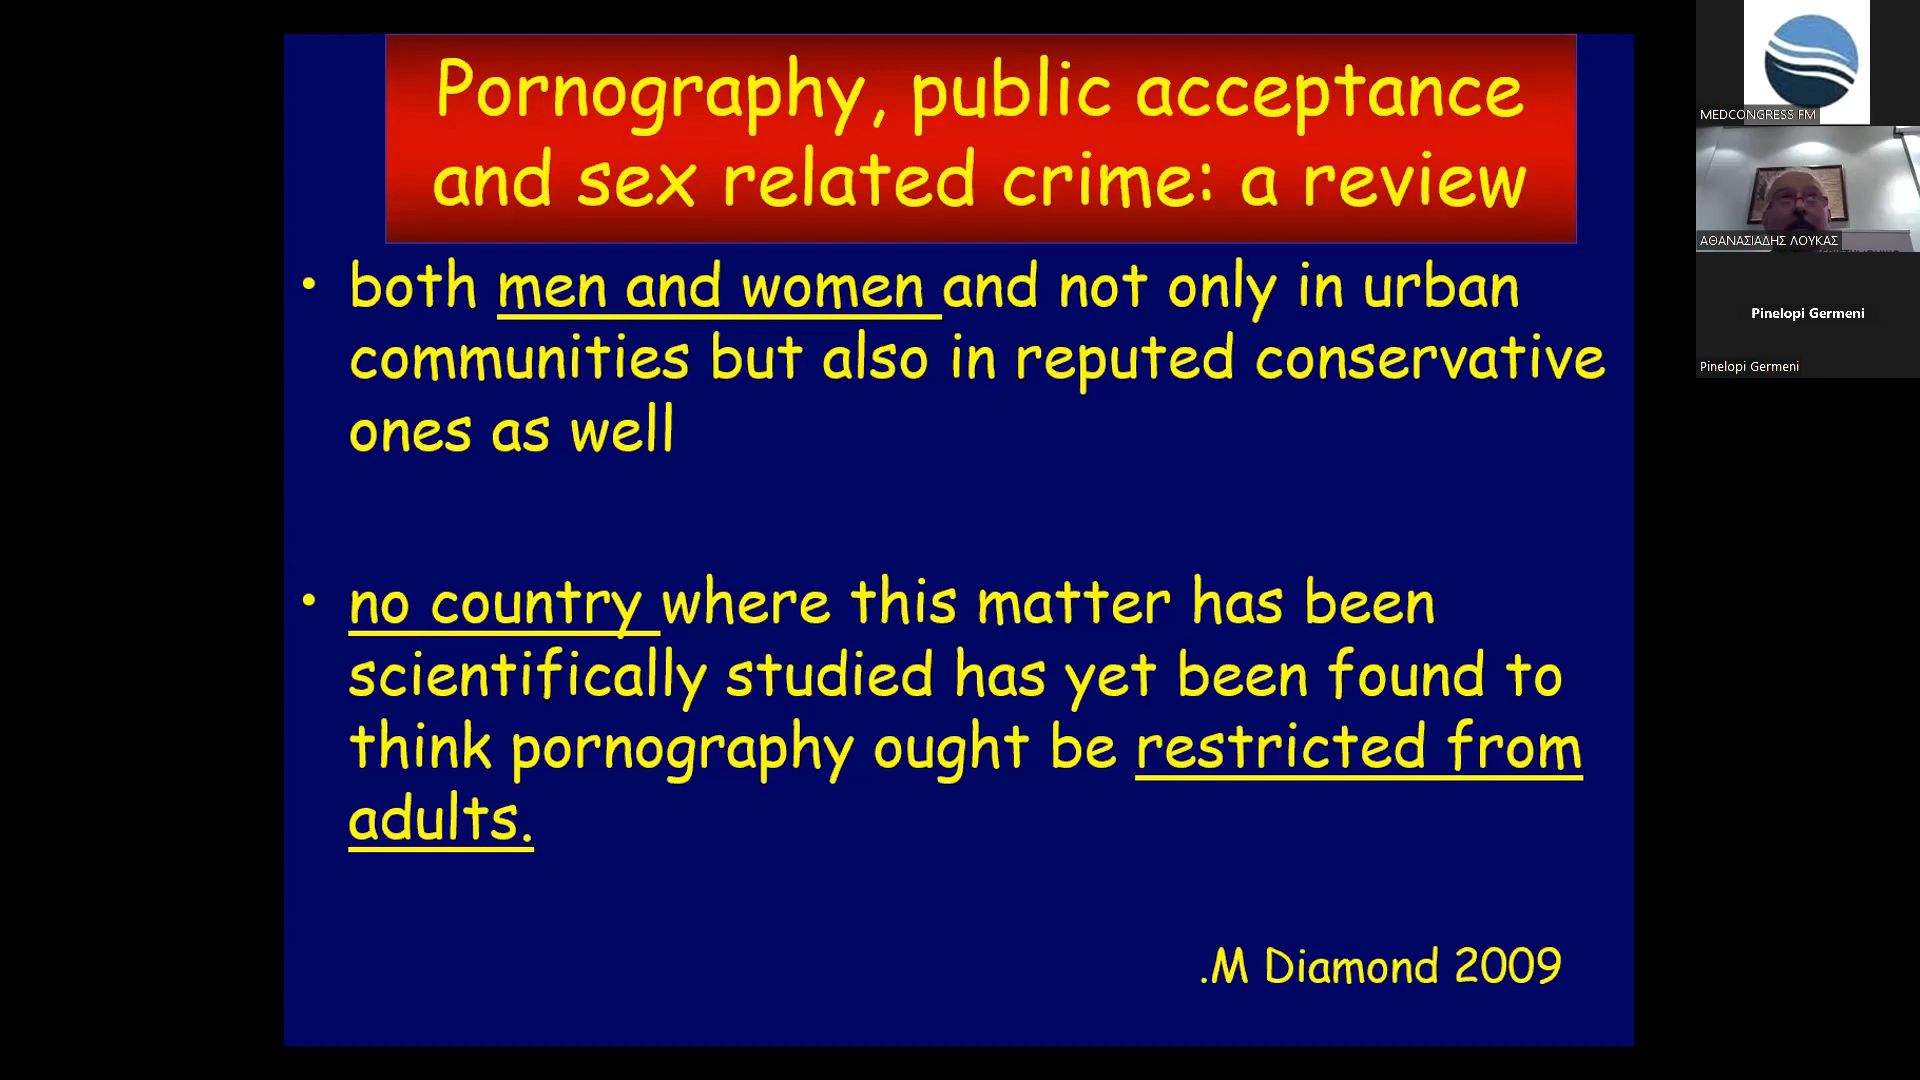 Pornography, public acceptance
and sex related crime: a review
• both men and women and not only in urban
communities but also in reputed conservative
ones as well
• no country where this matter has been
scientifically studied has yet been found to
think pornography ought be restricted from
adults.
.M Diamond 2009
MEDCONGRESS FM
ΑΘΑΝΑΣΙΑΔΗΣ ΛΟΥΚΑΣ
Pinelopi Germeni
Pinelopi Germeni